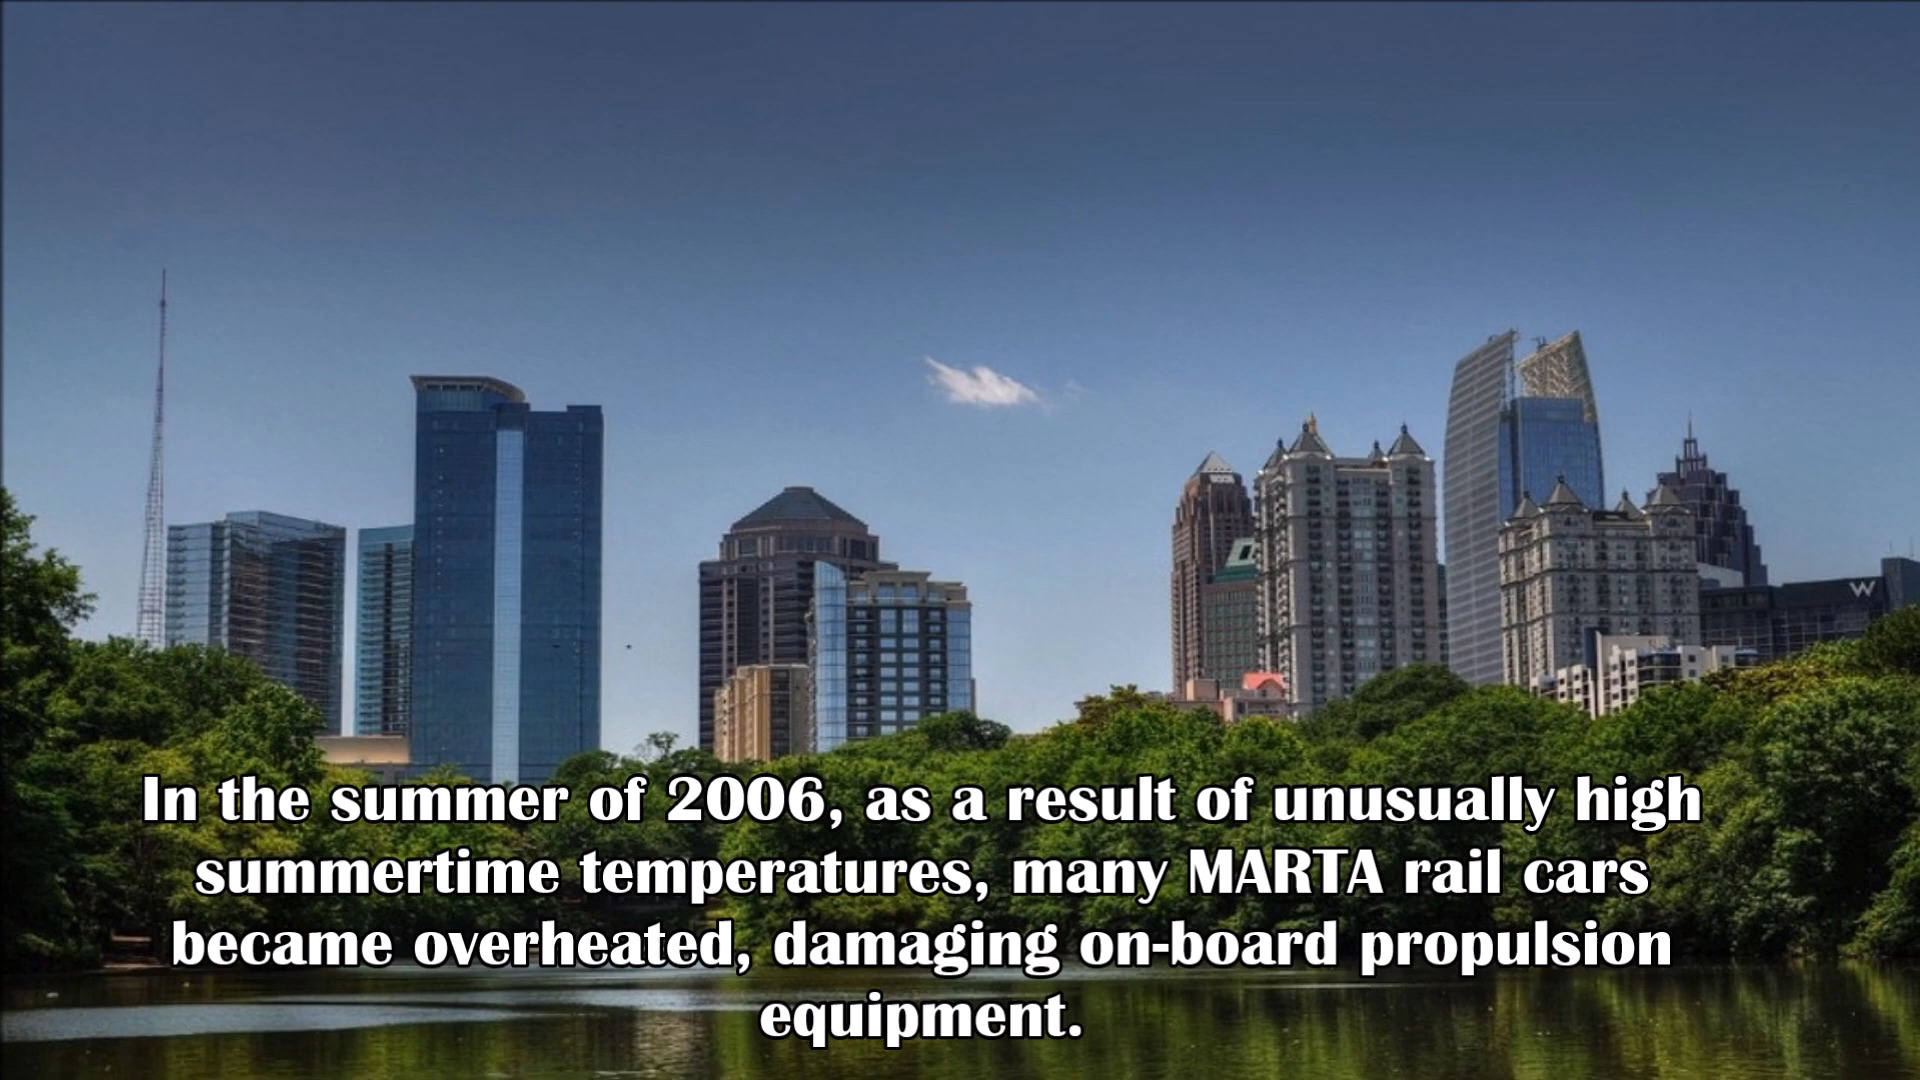 W
In the summer of 2006, as a result of unusually high
summertime temperatures, many MARTA rail cars
became overheated, damaging on-board propulsion
equipment.